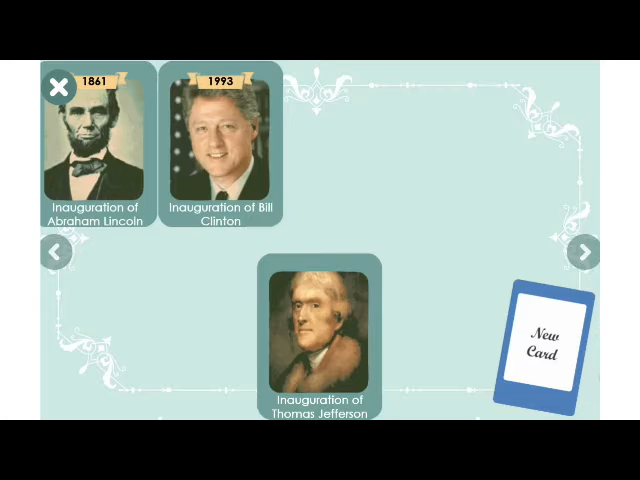 1861
1993
Inauguration of
Abraham Lincoln
Inauguration of Bill
Clinton
New
Card
Inauguration of
Thomas Jefferson